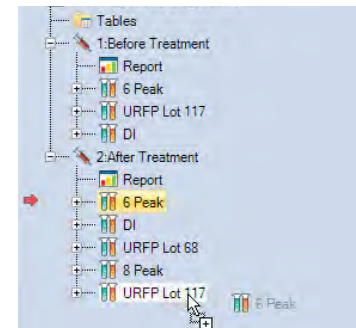 Tables
1:Before Treatment
Report
6 Peak
URFP Lot 117
DI
2:After Treatment
Report
6 Peak
DI
URFP Lot 68
8 Peak
URFP Lot 117
6 Peak